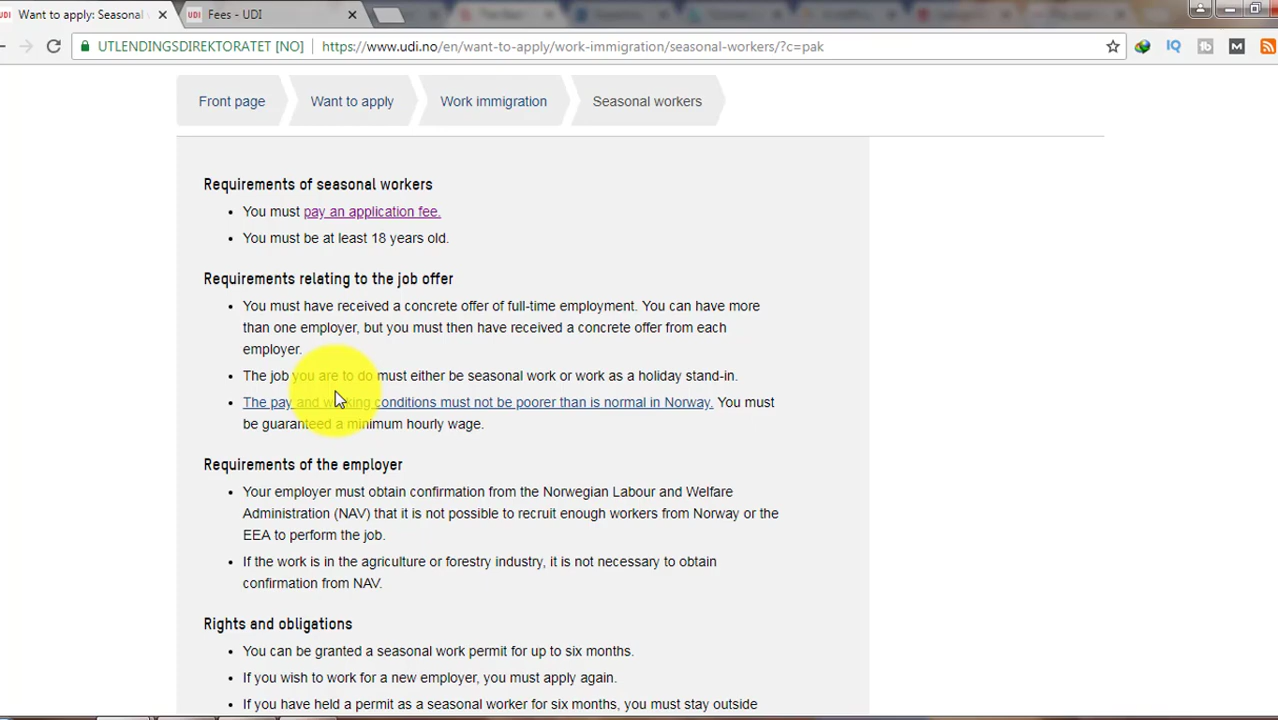 UDI Want to apply: Seasonal
UDI Fees - UDI
UTLENDINGSDIREKTORATET [NO] https://www.udi.no/en/want-to-apply/work-immigration/seasonal-workers/?c=pak
IQ
M
Front page Want to apply Work immigration Seasonal workers
Requirements of seasonal workers
• You must pay an application fee.
• You must be at least 18 years old.
Requirements relating to the job offer
• You must have received a concrete offer of full-time employment. You can have more
than one employer, but you must then have received a concrete offer from each
employer.
• The job you are to do must either be seasonal work or work as a holiday stand-in.
• The pay and working conditions must not be poorer than is normal in Norway. You must
be guaranteed a minimum hourly wage.
Requirements of the employer
• Your employer must obtain confirmation from the Norwegian Labour and Welfare
Administration (NAV) that it is not possible to recruit enough workers from Norway or the
EEA to perform the job.
• If the work is in the agriculture or forestry industry, it is not necessary to obtain
confirmation from NAV.
Rights and obligations
• You can be granted a seasonal work permit for up to six months.
• If you wish to work for a new employer, you must apply again.
• If you have held a permit as a seasonal worker for six months, you must stay outside